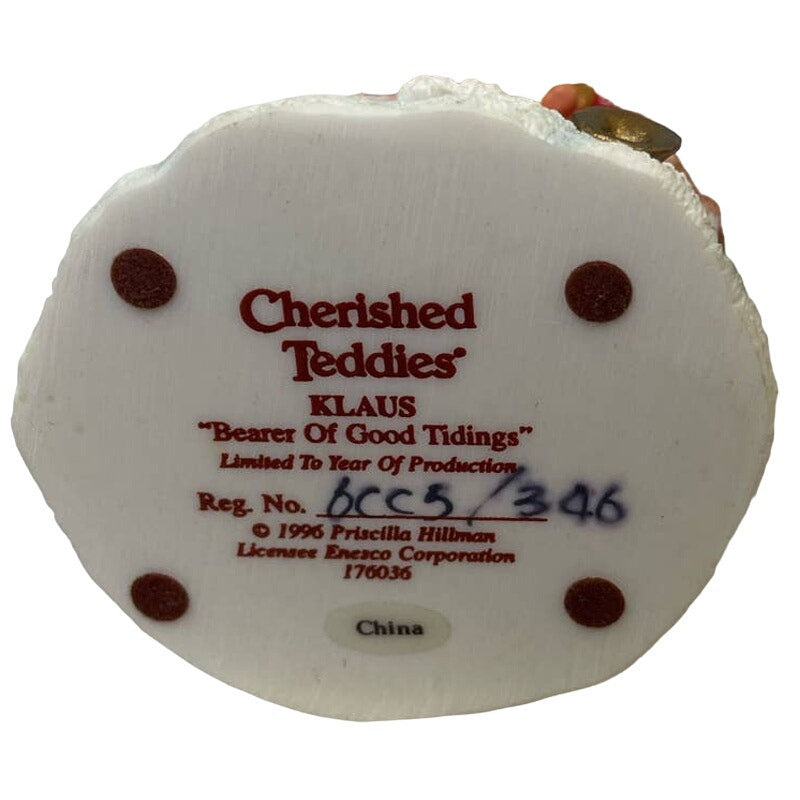 Cherished
Teddies®
KLAUS
"Bearer Of Good Tidings"
Limited To Year Of Production
Reg. No. 6CC5/346
© 1996 Priscilla Hillman
Licensee Enesco Corporation
176036
China